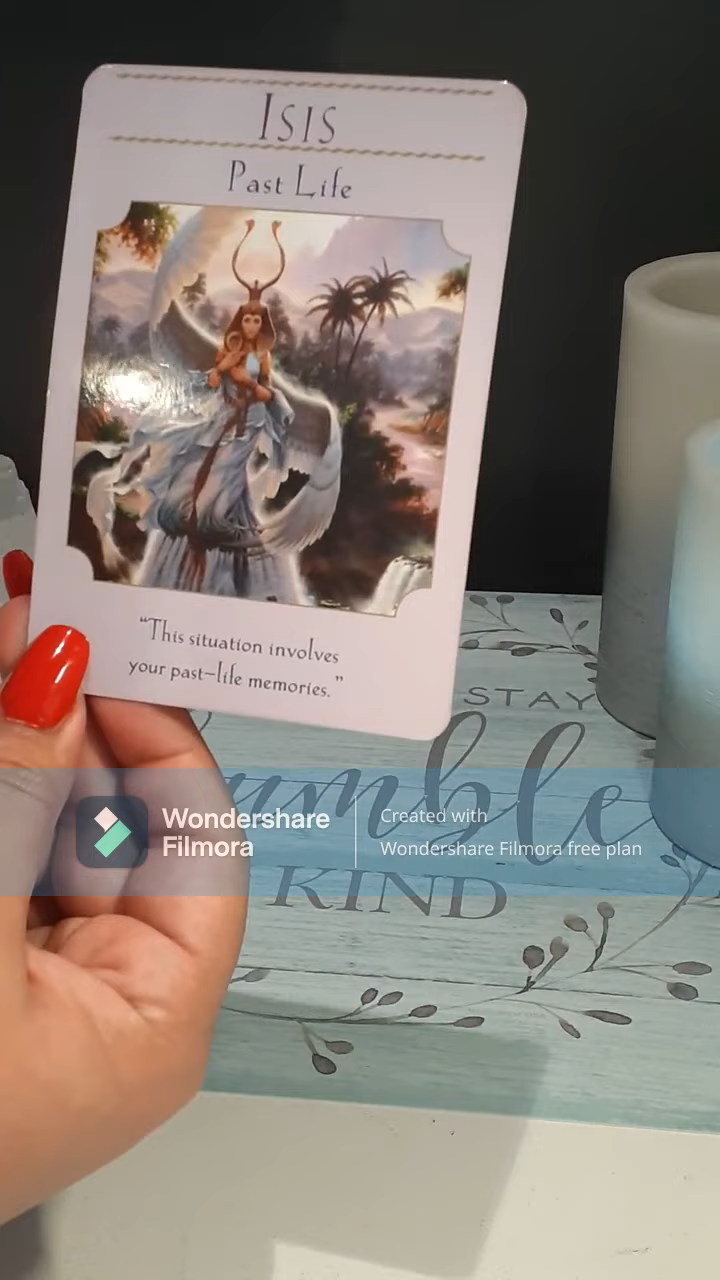 Isis
Past Life
"This situation involves
your past-life memories."
STAY
umble
Wondershare
Filmora
Created with
Wondershare Filmora free plan
KIND